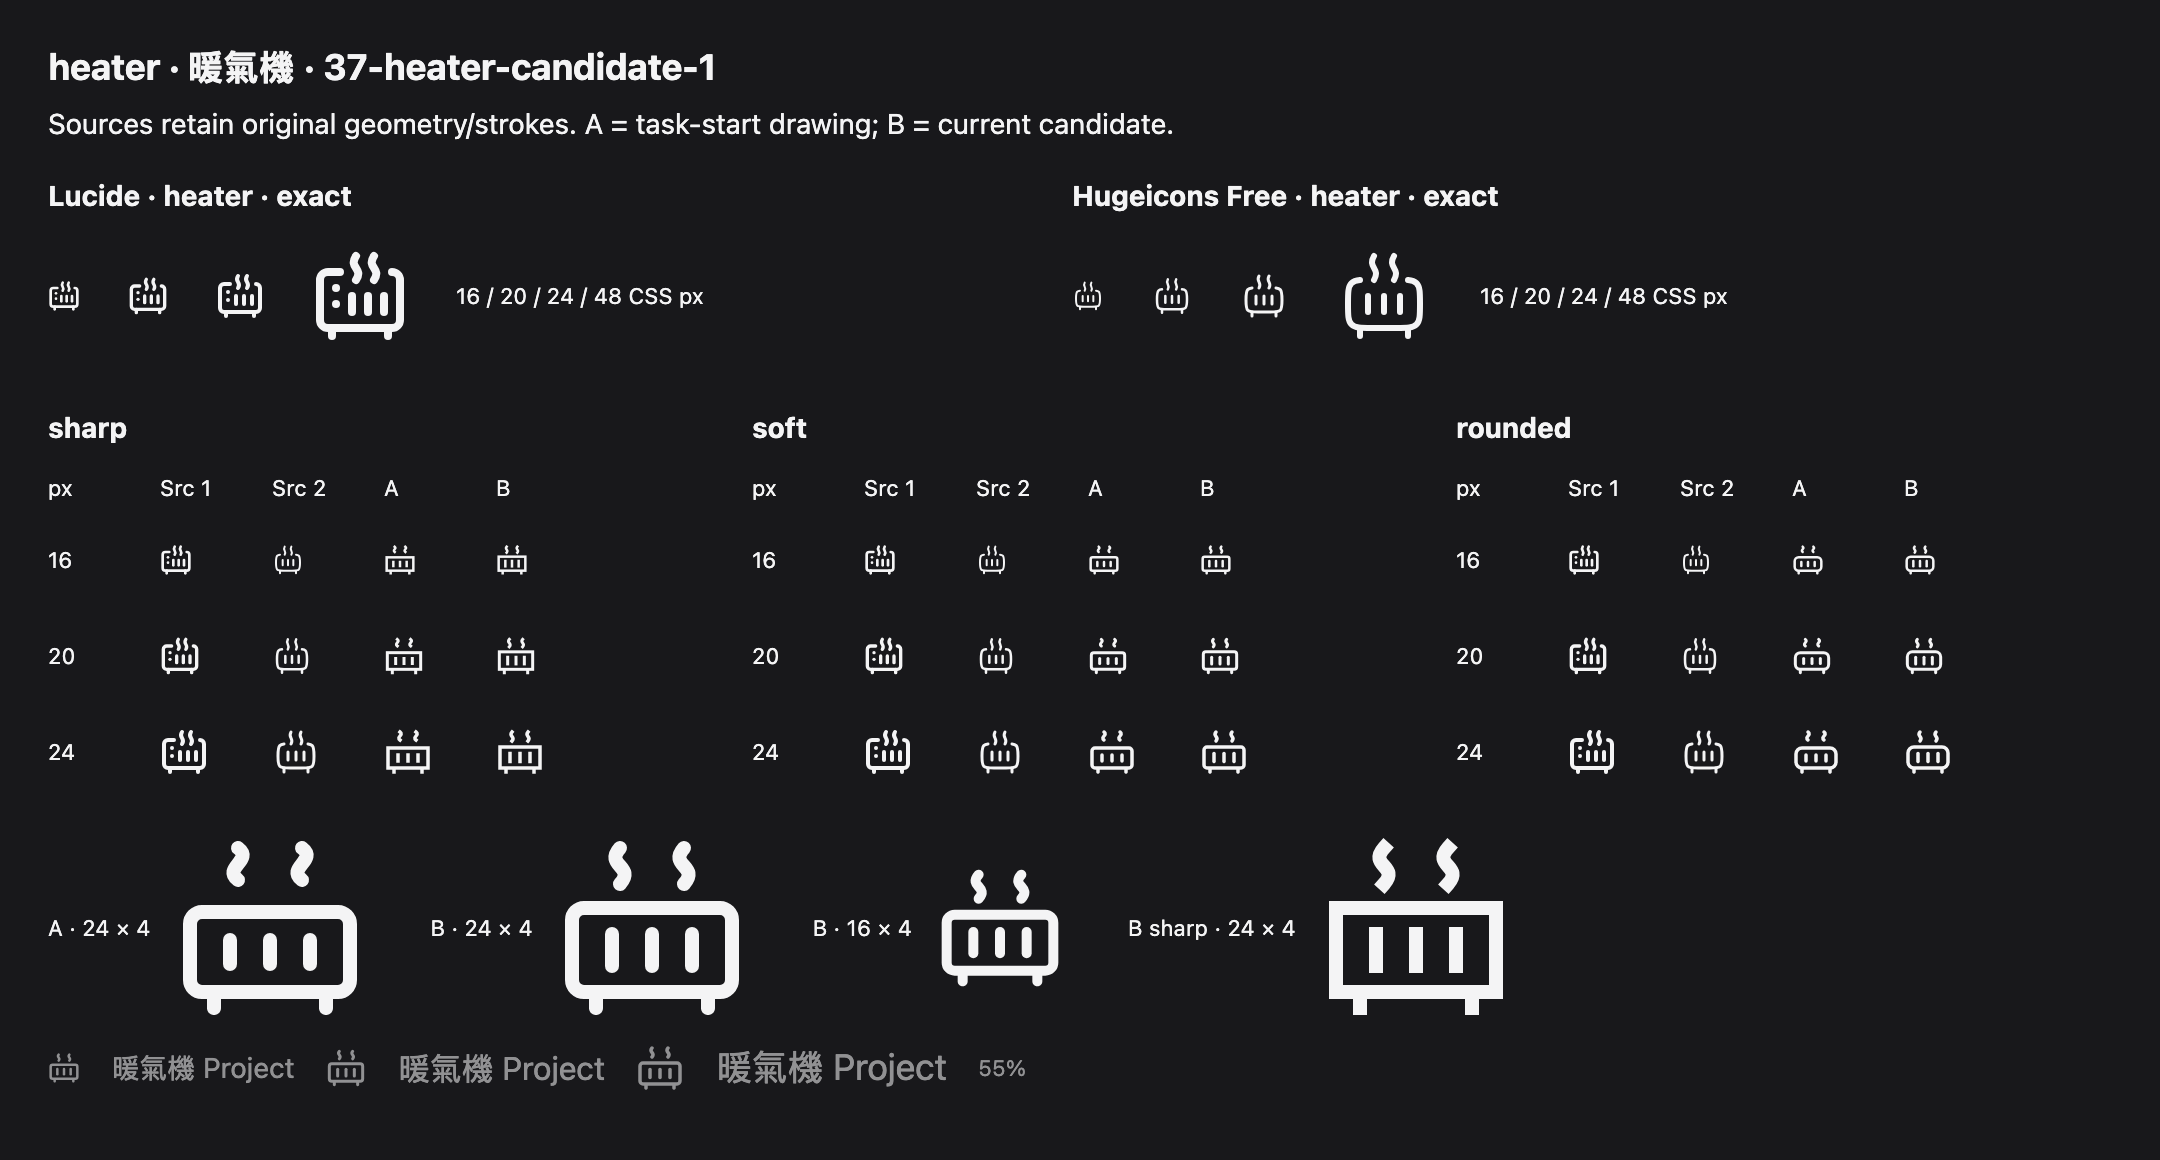 heater · 暖氣機 · 37-heater-candidate-1
Sources retain original geometry/strokes. A = task-start drawing; B = current candidate.
Lucide · heater · exact
16 / 20 / 24 / 48 CSS px
Hugeicons Free · heater · exact
16 / 20 / 24 / 48 CSS px
sharp
px Src 1 Src 2 A B
16
20
24
soft
px Src 1 Src 2 A B
16
20
24
rounded
px Src 1 Src 2 A B
16
20
24
A · 24 × 4
B · 24 × 4
B · 16 × 4
B sharp · 24 × 4
暖氣機 Project
暖氣機 Project
暖氣機 Project
55%